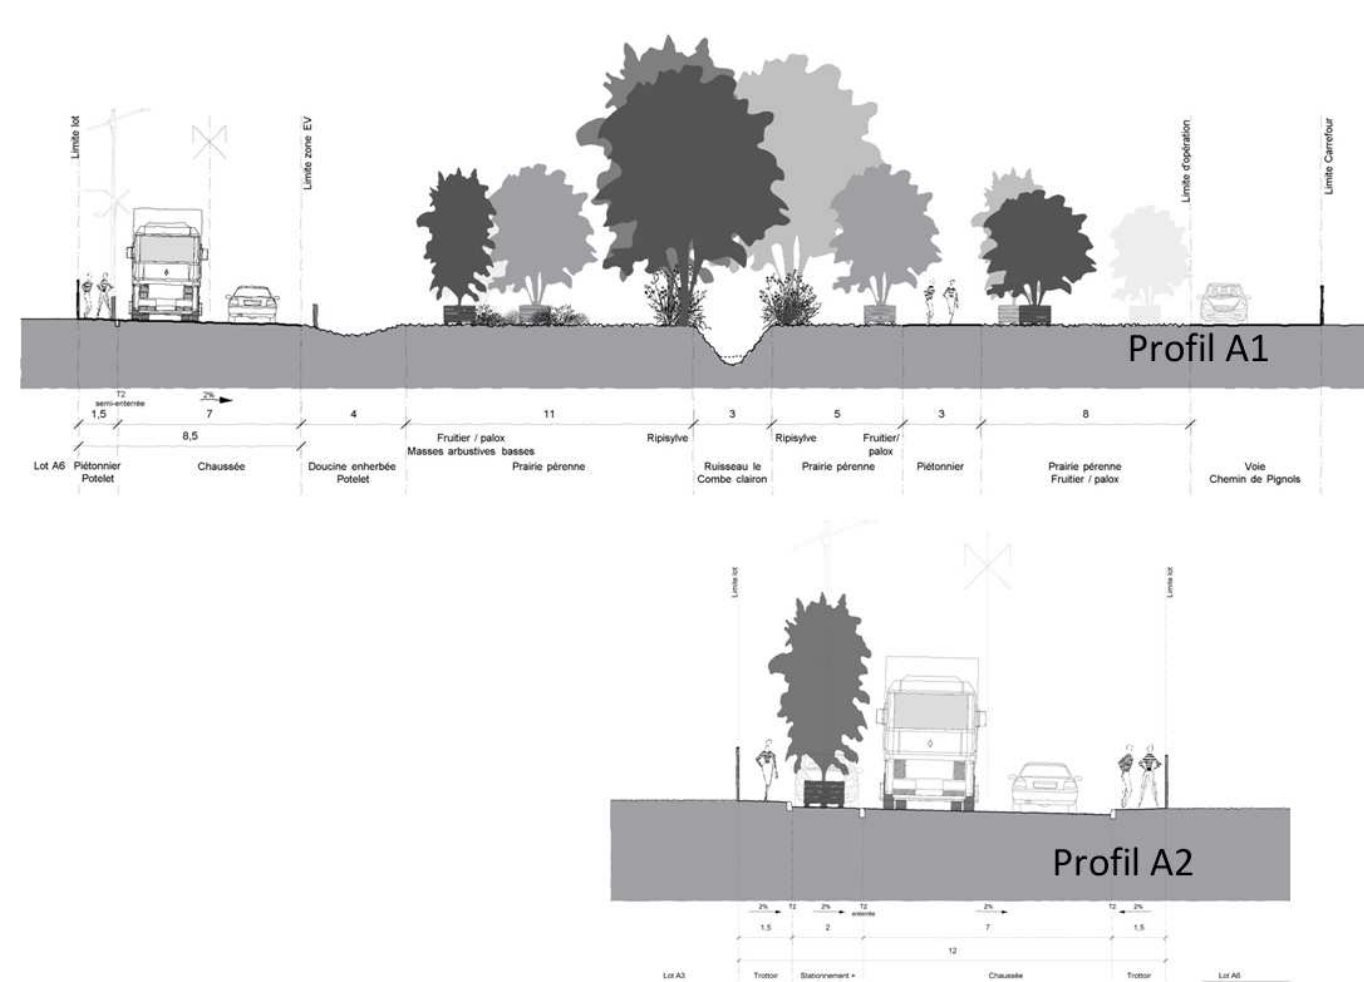 Limite lot
Limite zone EV
Limite d'opération
Limite Carrefour
Profil A1
T2
semi-enterrée
2%
1,5
7
4
11
3
5
3
8
8,5
Fruitier / palox
Masses arbustives basses
Ripisylve
Ripisylve
Fruitier/
palox
Lot A6
Piétonnier
Potelet
Chaussée
Doucine enherbée
Potelet
Prairie pérenne
Ruisseau le
Combe clairon
Prairie pérenne
Piétonnier
Prairie pérenne
Fruitier / palox
Voie
Chemin de Pignols
Limite lot
Limite lot
Profil A2
2%
T2
2%
T2
enterrée
2%
T2
2%
1,5
2
7
1,5
12
Lot A3
Trottoir
Stationnement +
Chaussée
Trottoir
Lot A6